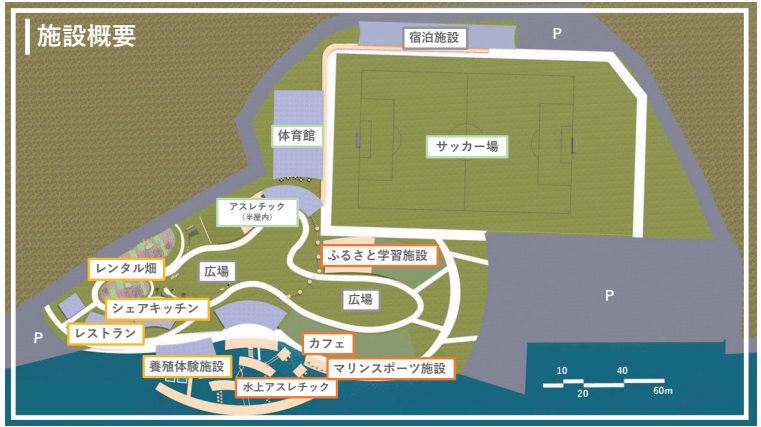 施設概要
宿泊施設
P
体育館
サッカー場
アスレチック
(半屋内)
ふるさと学習施設
レンタル畑
広場
広場
シェアキッチン
P
レストラン
P
カフェ
養殖体験施設
マリンスポーツ施設
水上アスレチック
10
40
20
60m